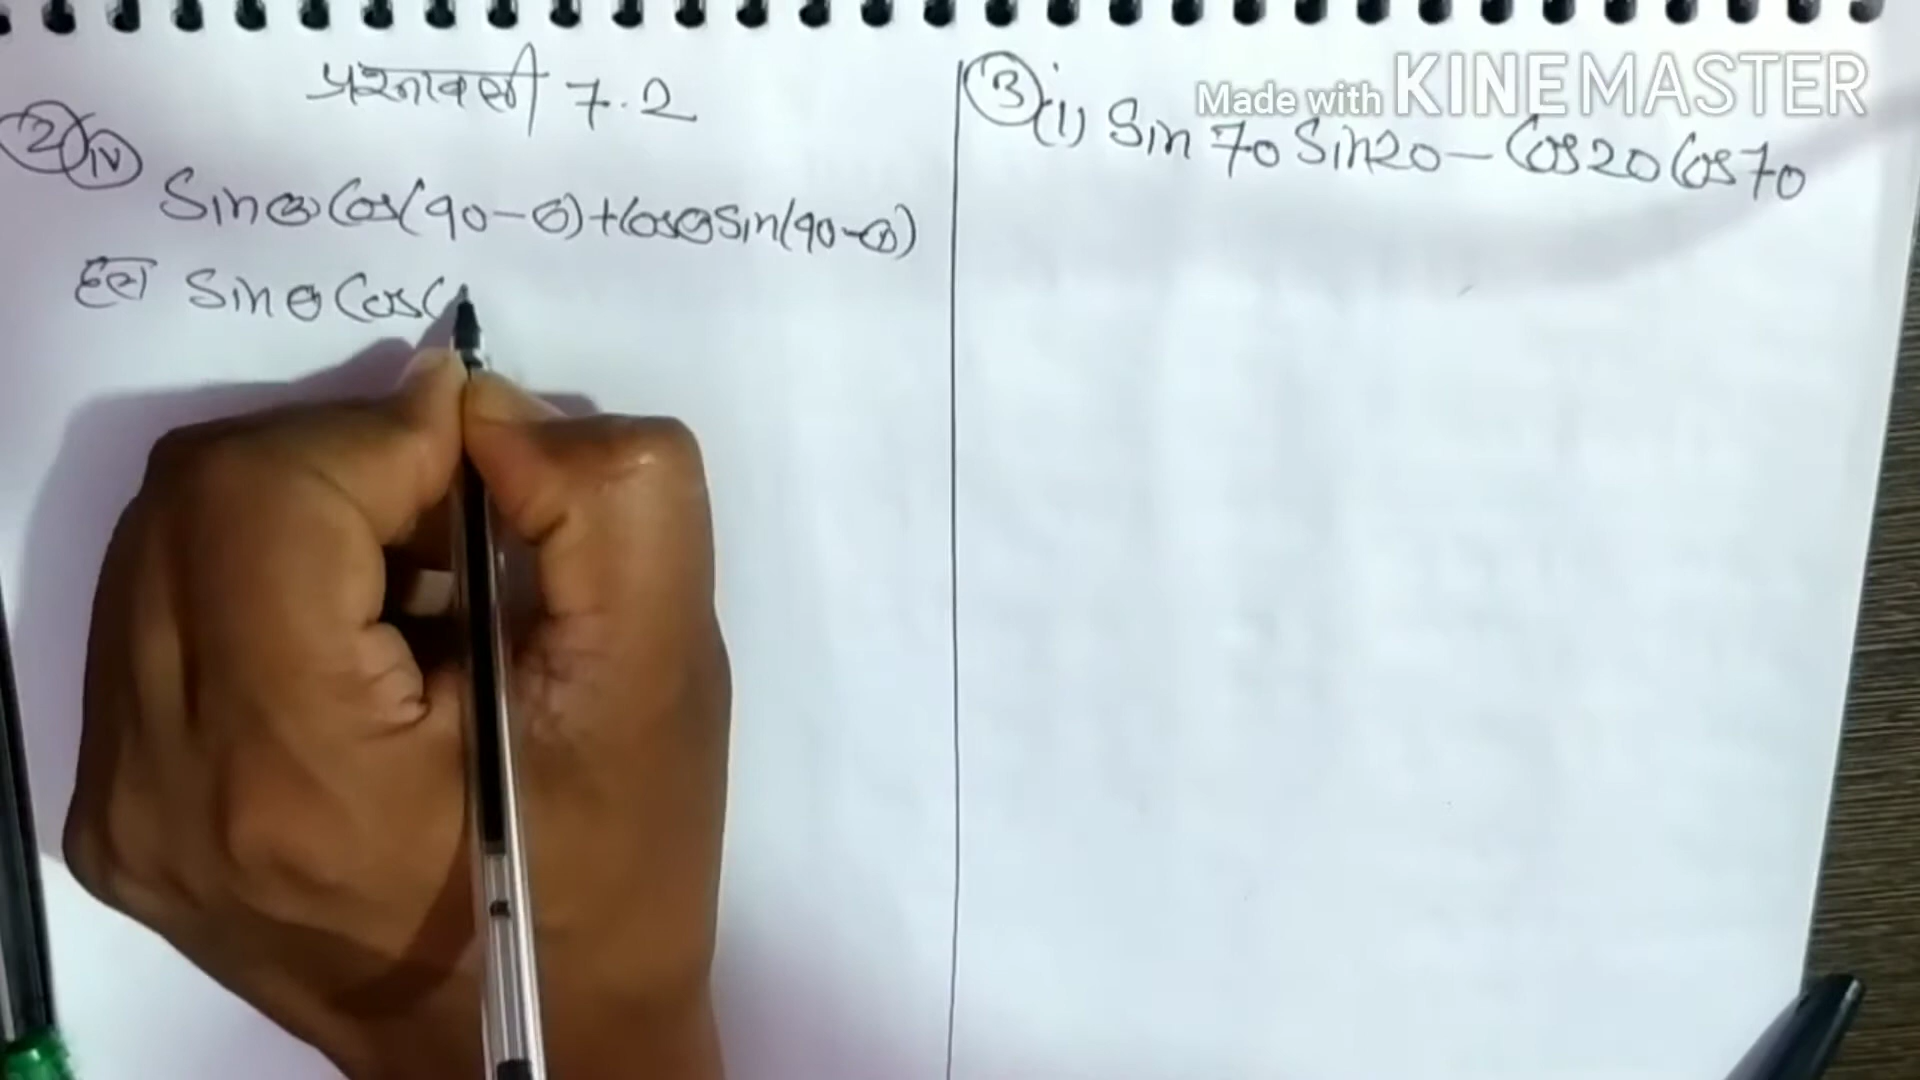 प्रश्नावली 7.2
② iv
Sinθ Cos(90-θ)+Cosθ Sin(90-θ)
हल Sinθ Cos(
③ (i) Sin 70 Sin20 - Cos20 Cos70
Made with KINEMASTER